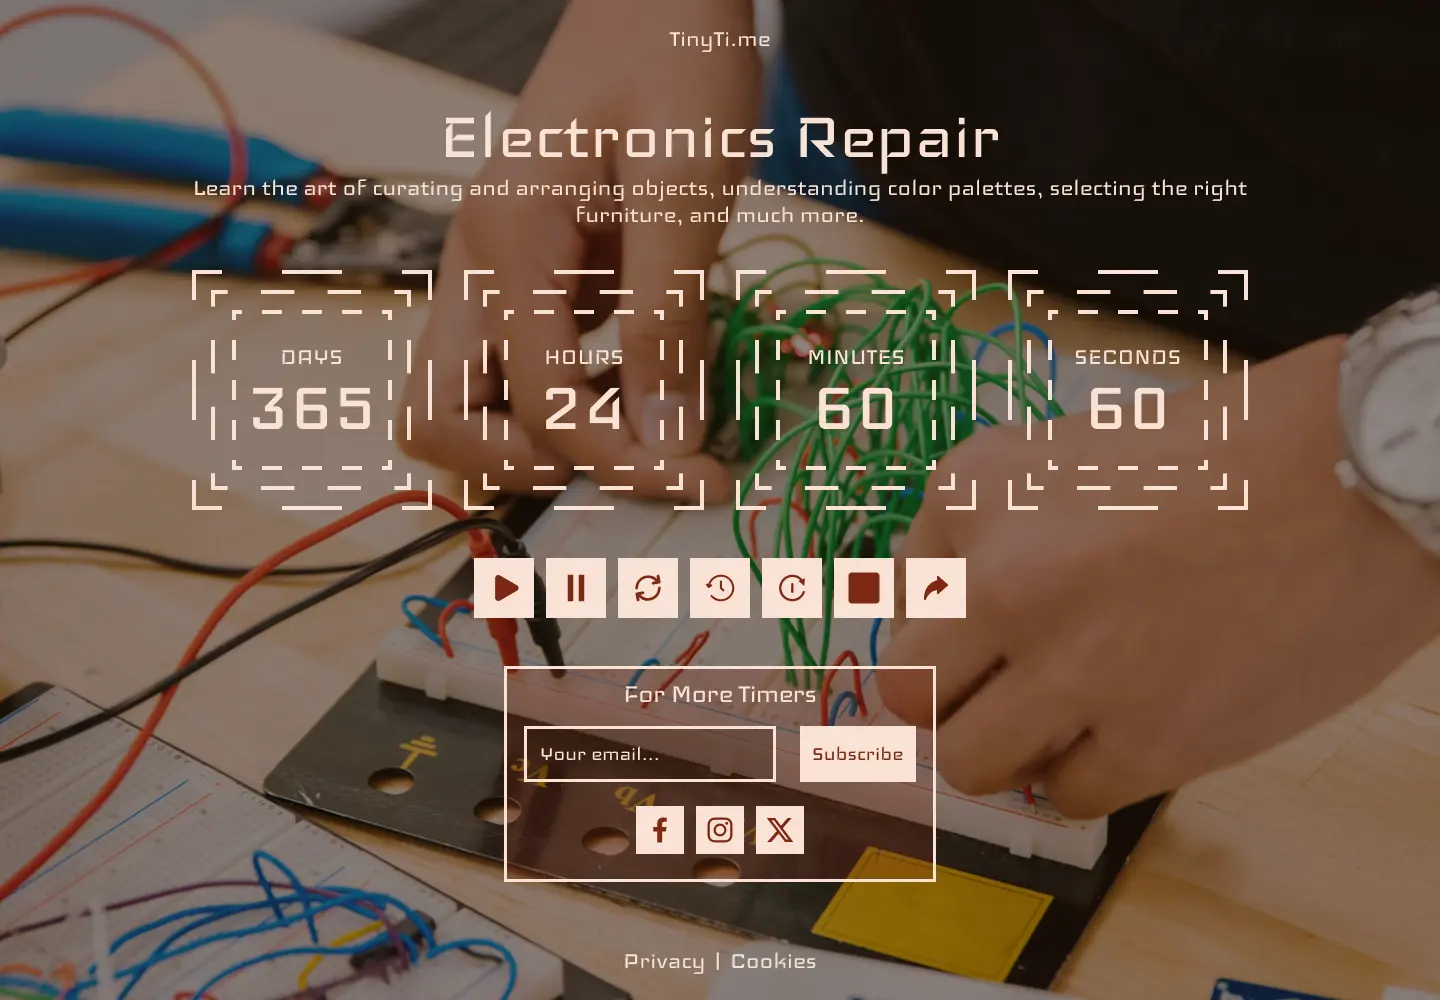 TinyTi.me
Electronics Repair
Learn the art of curating and arranging objects, understanding color palettes, selecting the right
furniture, and much more.
DAYS
365
HOURS
24
MINUTES
60
SECONDS
60
For More Timers
Your email...
Subscribe
Privacy | Cookies